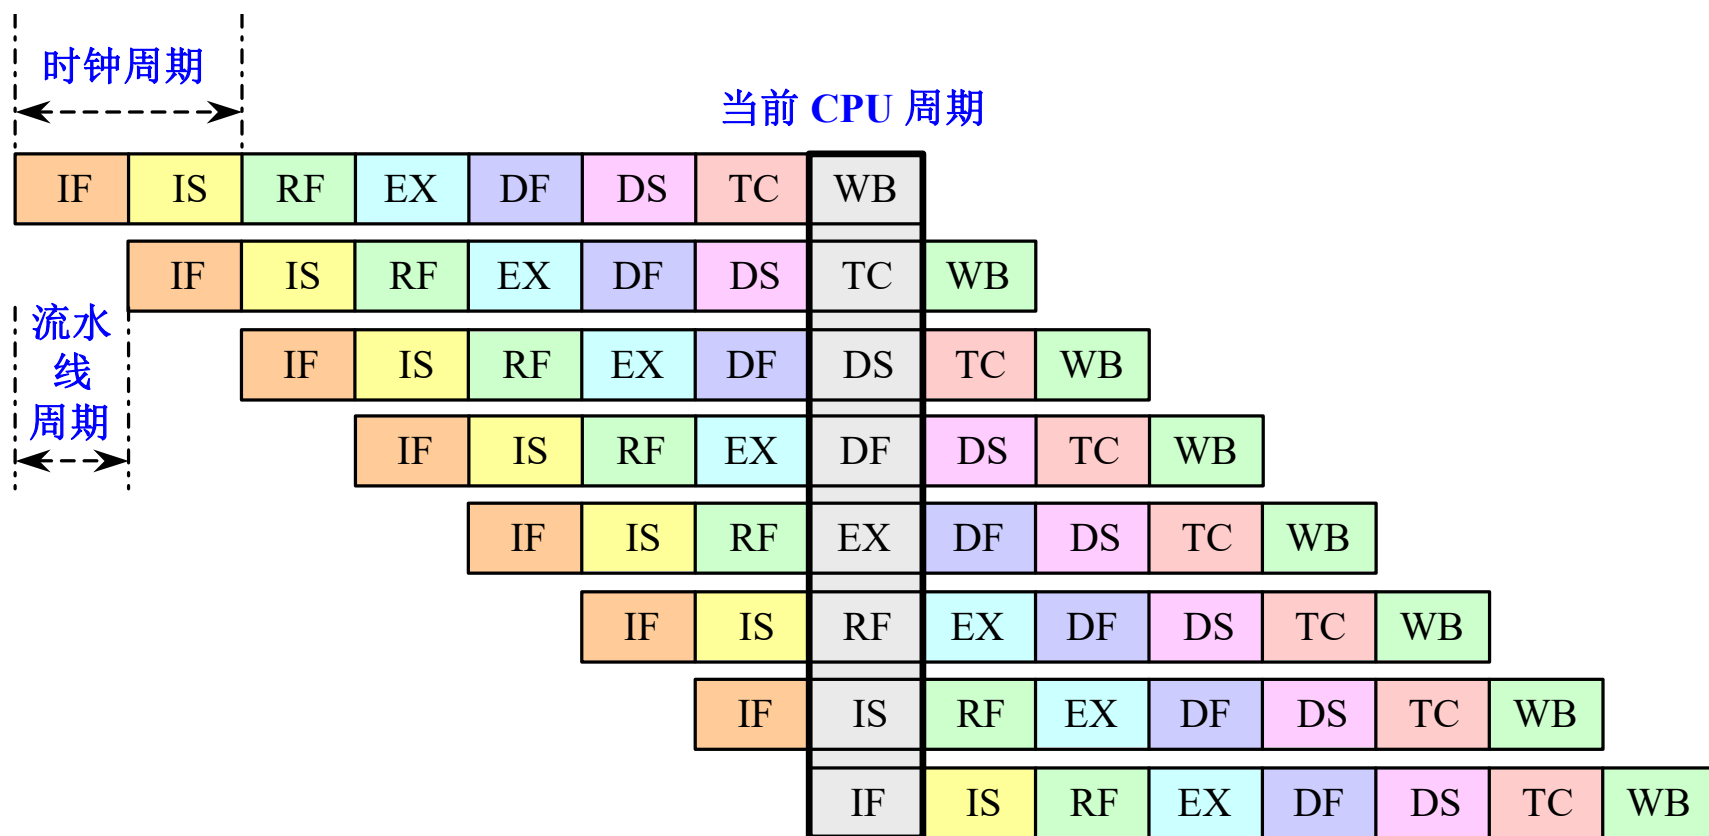 时钟周期
当前 CPU 周期
IF IS RF EX DF DS TC WB
IF IS RF EX DF DS TC WB
流水
线
周期
IF IS RF EX DF DS TC WB
IF IS RF EX DF DS TC WB
IF IS RF EX DF DS TC WB
IF IS RF EX DF DS TC WB
IF IS RF EX DF DS TC WB
IF IS RF EX DF DS TC WB